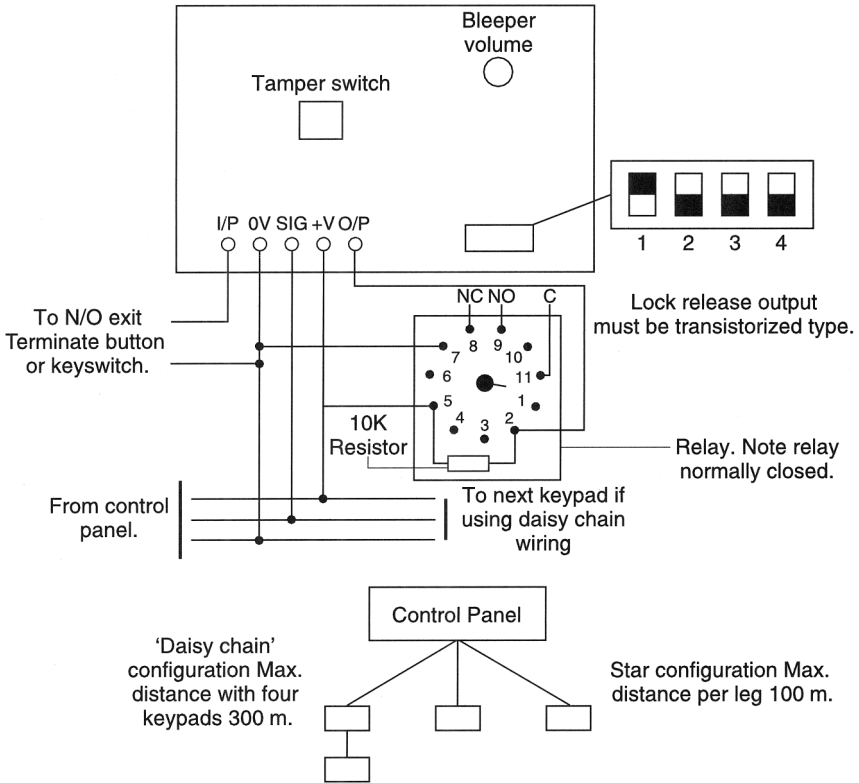 Bleeper
volume
Tamper switch
I/P 0V SIG +V O/P
1 2 3 4
To N/O exit
Terminate button
or keyswitch.
NC NO C
Lock release output
must be transistorized type.
8 9
7 10
6 11
5 1
4 3 2
10K
Resistor
Relay. Note relay
normally closed.
From control
panel.
To next keypad if
using daisy chain
wiring
Control Panel
‘Daisy chain’
configuration Max.
distance with four
keypads 300 m.
Star configuration Max.
distance per leg 100 m.